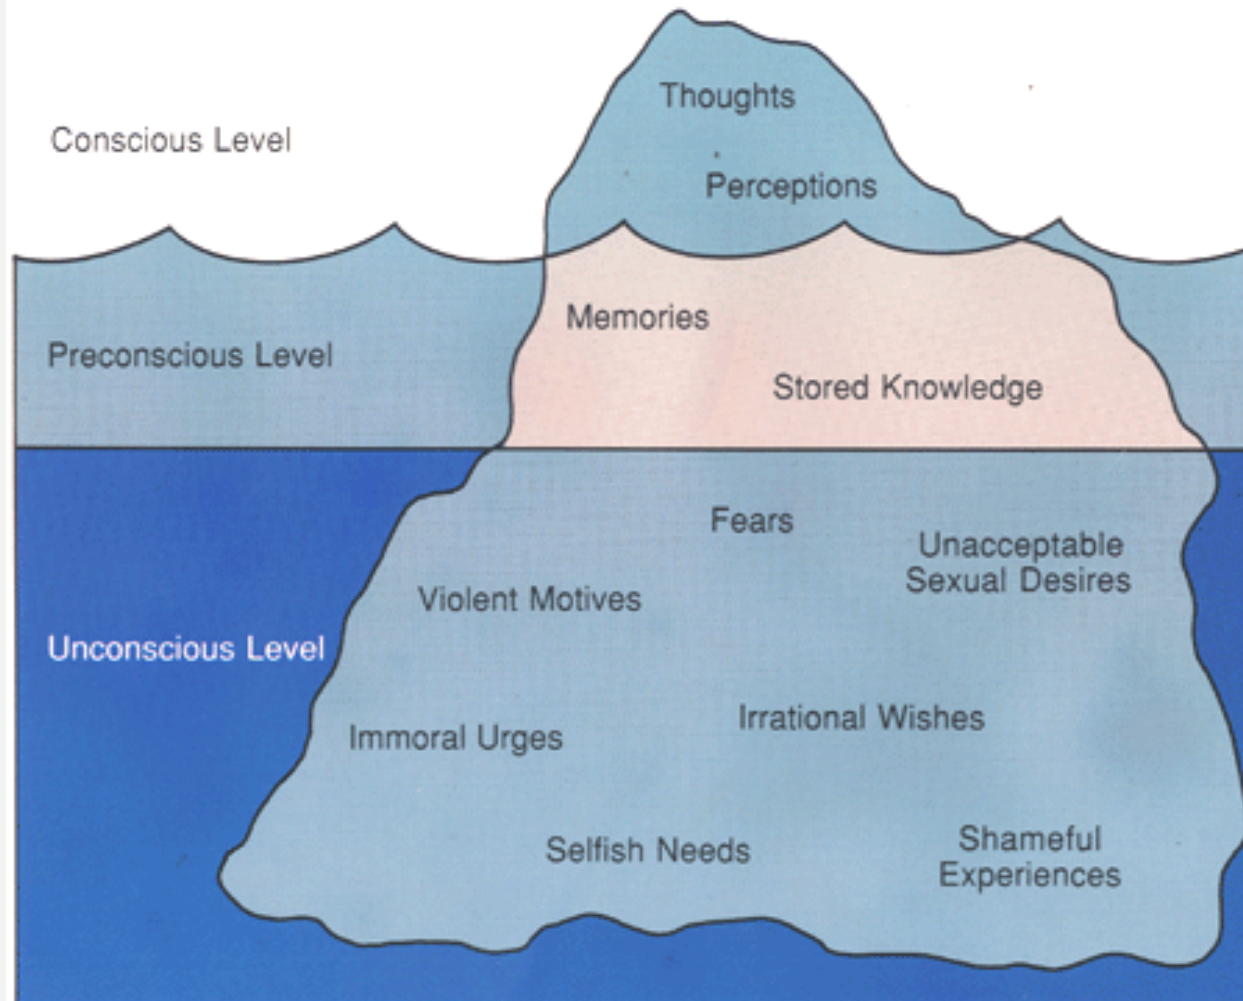 Thoughts
Conscious Level
Perceptions
Memories
Preconscious Level
Stored Knowledge
Fears
Unacceptable
Sexual Desires
Violent Motives
Unconscious Level
Irrational Wishes
Immoral Urges
Selfish Needs
Shameful
Experiences